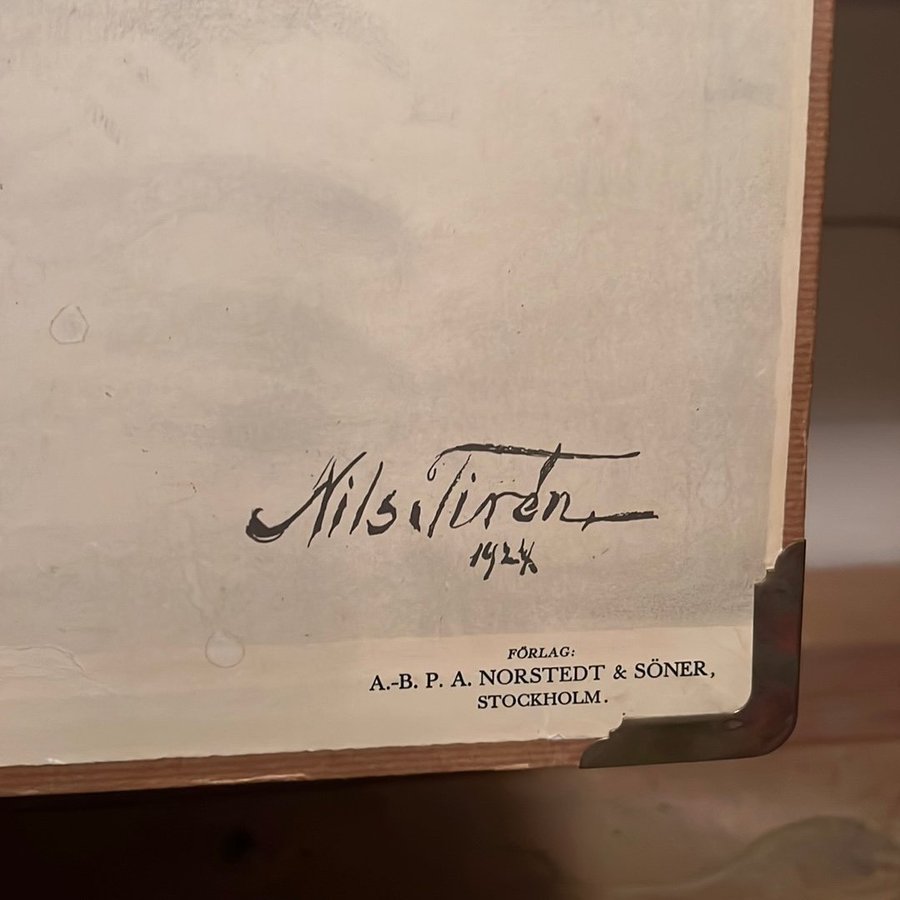 Nils Tirén
1924
FÖRLAG:
A.-B. P. A. NORSTEDT & SÖNER,
STOCKHOLM.